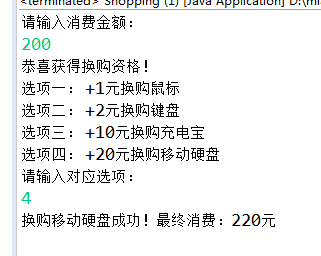 <terminated> Shopping (1) [Java Application] D:\mi
请输入消费金额：
200
恭喜获得换购资格！
选项一：+1元换购鼠标
选项二：+2元换购键盘
选项三：+10元换购充电宝
选项四：+20元换购移动硬盘
请输入对应选项：
4
换购移动硬盘成功！最终消费：220元